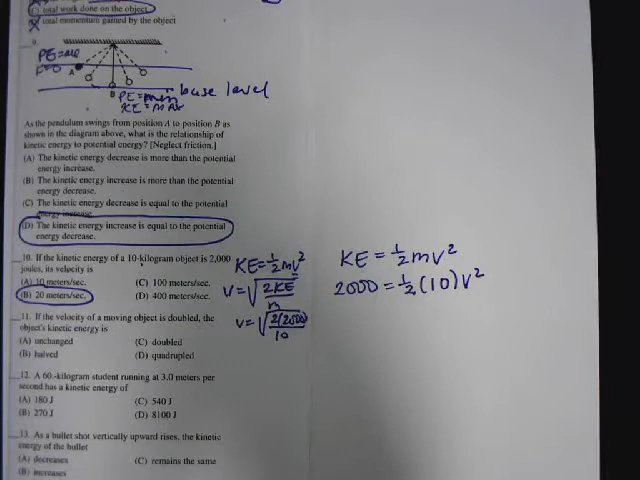 C) total work done on the object
total momentum gained by the object
9.
A
B
base level
As the pendulum swings from position A to position B as
shown in the diagram above, what is the relationship of
kinetic energy to potential energy? [Neglect friction.]
(A) The kinetic energy decrease is more than the potential
energy increase.
(B) The kinetic energy increase is more than the potential
energy decrease.
(C) The kinetic energy decrease is equal to the potential
energy increase.
(D) The kinetic energy increase is equal to the potential
energy decrease.
10. If the kinetic energy of a 10-kilogram object is 2,000
joules, its velocity is
(A) 10 meters/sec. (C) 100 meters/sec.
(B) 20 meters/sec. (D) 400 meters/sec.
KE=½mv²
V=√2KE/m
V=√2(2000)/10
KE=½mv²
2000=½(10)v²
11. If the velocity of a moving object is doubled, the
object's kinetic energy is
(A) unchanged (C) doubled
(B) halved (D) quadrupled
12. A 60-kilogram student running at 3.0 meters per
second has a kinetic energy of
(A) 180 J (C) 540 J
(B) 270 J (D) 8100 J
13. As a bullet shot vertically upward rises, the kinetic
energy of the bullet
(A) decreases (C) remains the same
(B) increases